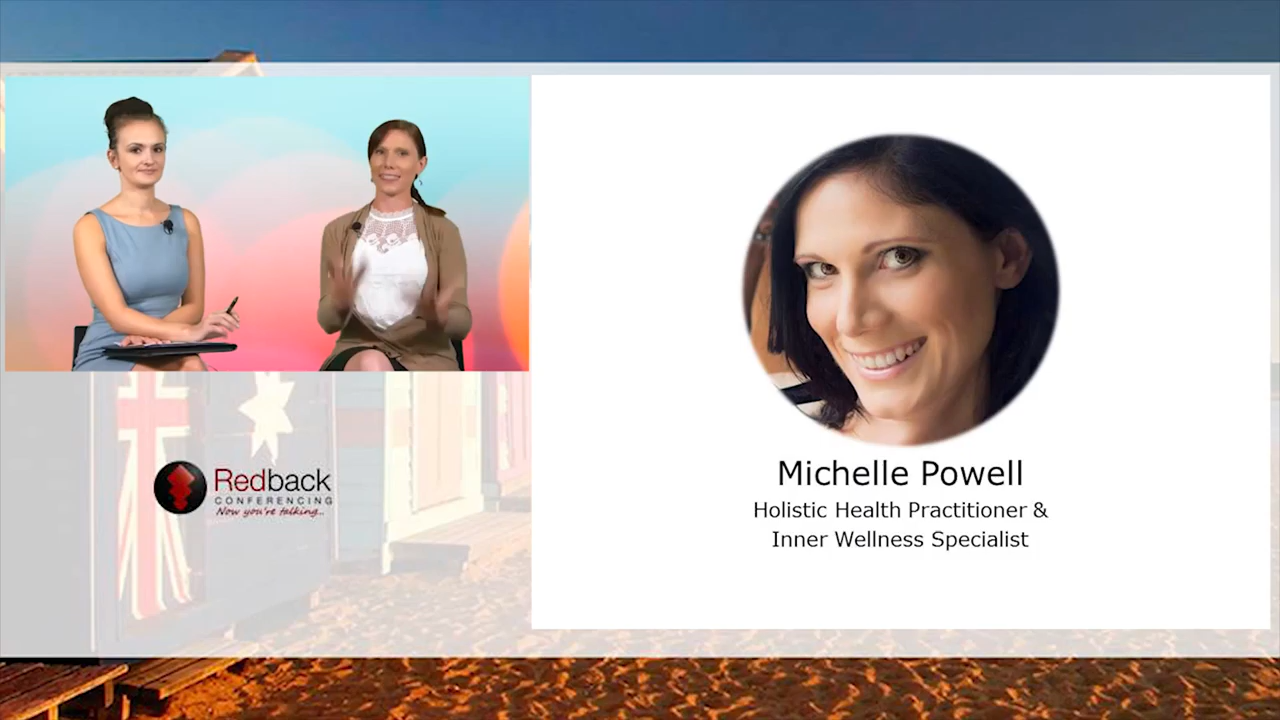 Redback
CONFERENCING
Now you're talking..
Michelle Powell
Holistic Health Practitioner &
Inner Wellness Specialist